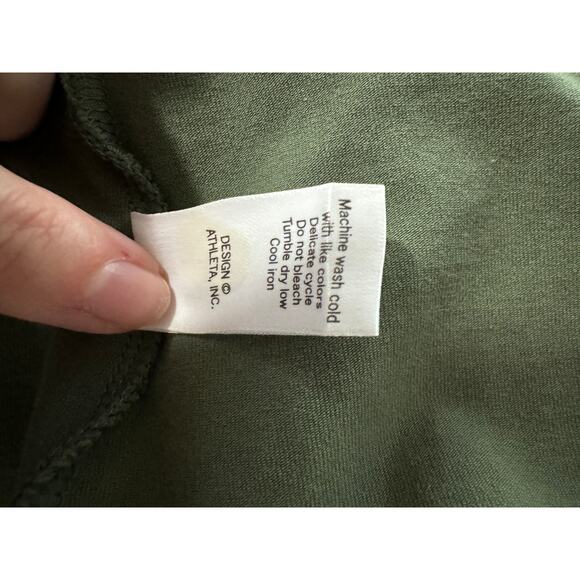 Machine wash cold
with like colors
Delicate cycle
Do not bleach
Tumble dry low
Cool iron
DESIGN ©
ATHLETA, INC.